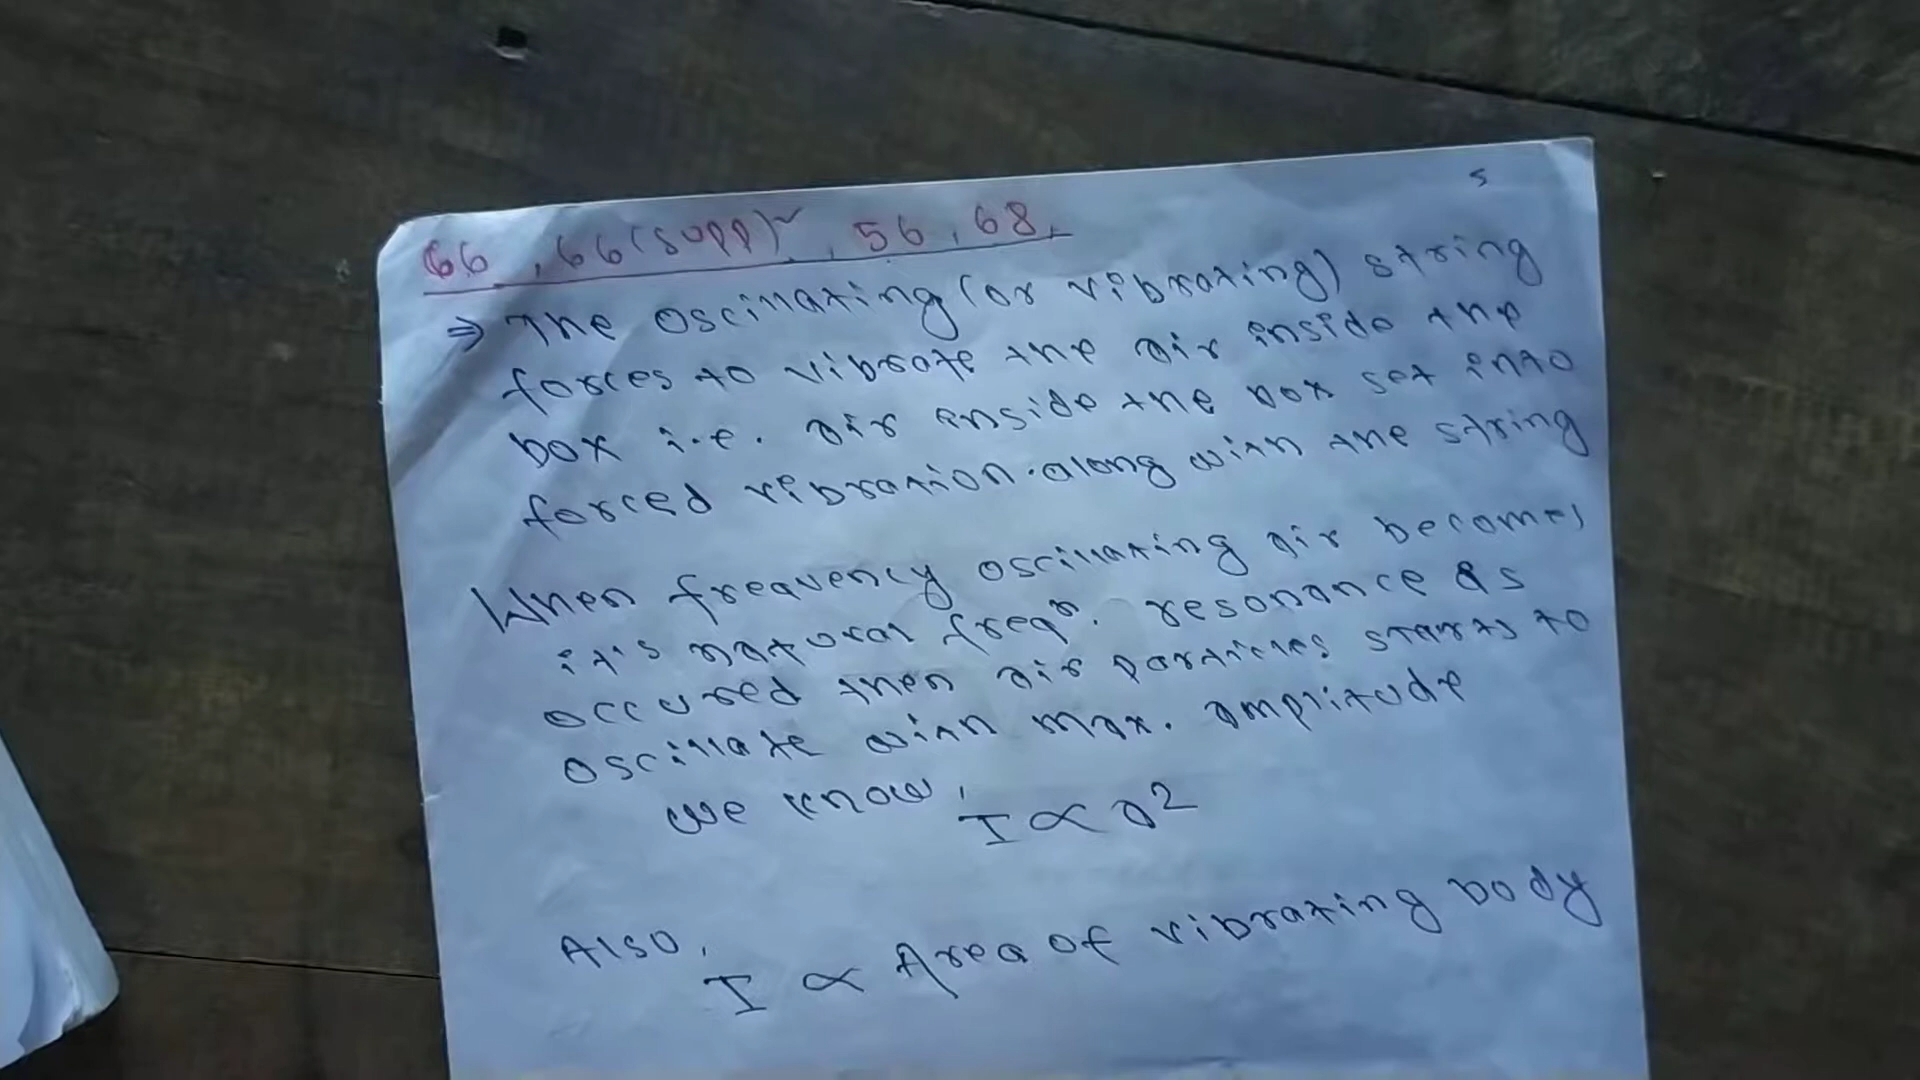 5
66, 66(supp), 56, 68,
⇒ The oscillating (or vibrating) string
forces to vibrate the air inside the
box i.e. air enside the box set into
forced vibration. along with the string
When frequency oscillating air becomes
it's natural freqn. resonance is
occured then air particles starts to
oscillate with max. amplitude
we know,
I ∝ a²
Also,
I ∝ Area of vibrating body